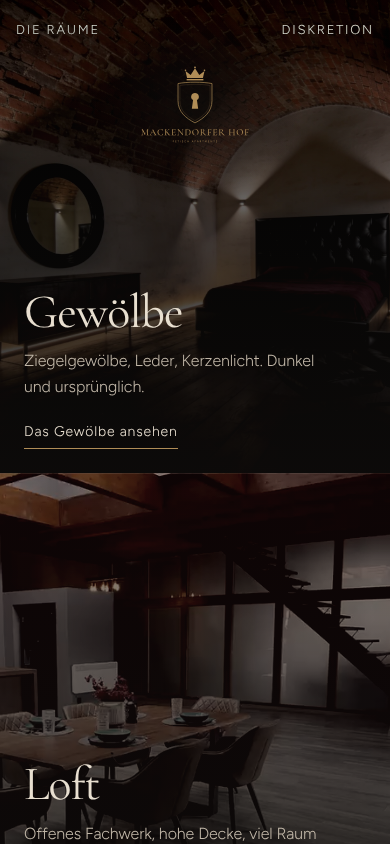 DIE RÄUME
DISKRETION
MACKENDORFER HOF
Gewölbe
Ziegelgewölbe, Leder, Kerzenlicht. Dunkel
und ursprünglich.
Das Gewölbe ansehen
Loft
Offenes Fachwerk, hohe Decke, viel Raum